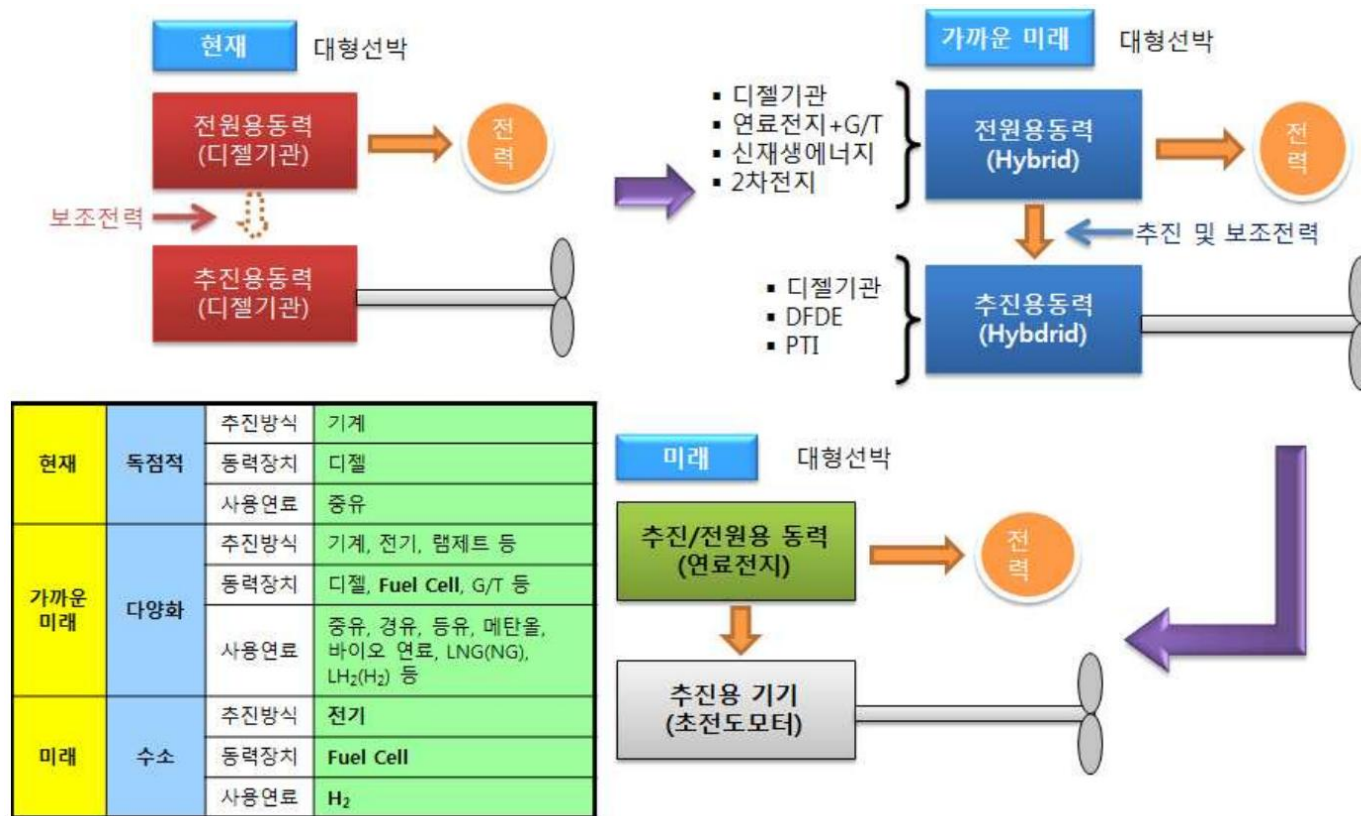 현재
대형선박
전원용동력
(디젤기관)
전
력
보조전력
추진용동력
(디젤기관)
가까운 미래
대형선박
▪ 디젤기관
▪ 연료전지+G/T
▪ 신재생에너지
▪ 2차전지
전원용동력
(Hybrid)
전
력
추진 및 보조전력
▪ 디젤기관
▪ DFDE
▪ PTI
추진용동력
(Hybdrid)
현재
독점적
추진방식
기계
동력장치
디젤
사용연료
중유
가까운
미래
다양화
추진방식
기계, 전기, 램제트 등
동력장치
디젤, Fuel Cell, G/T 등
사용연료
중유, 경유, 등유, 메탄올,
바이오 연료, LNG(NG),
LH₂(H₂) 등
미래
수소
추진방식
전기
동력장치
Fuel Cell
사용연료
H₂
미래
대형선박
추진/전원용 동력
(연료전지)
전
력
추진용 기기
(초전도모터)